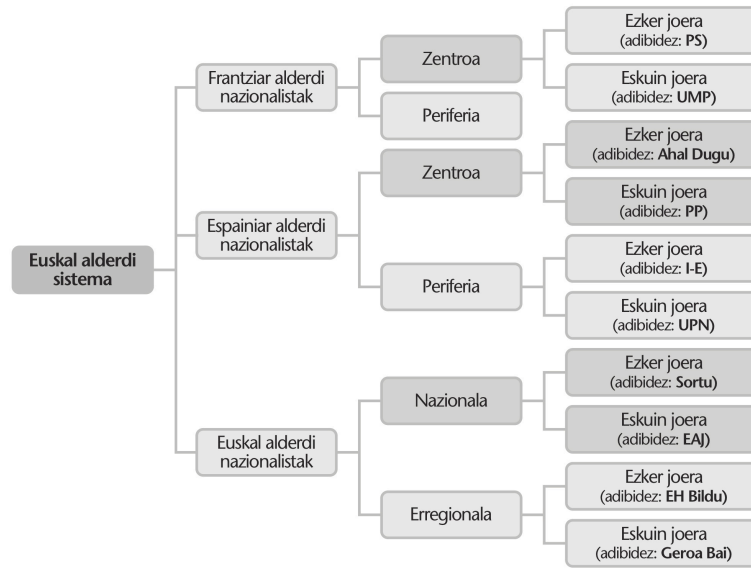 Euskal alderdi
sistema
Frantziar alderdi
nazionalistak
Zentroa
Ezker joera
(adibidez: PS)
Eskuin joera
(adibidez: UMP)
Periferia
Espainiar alderdi
nazionalistak
Zentroa
Ezker joera
(adibidez: Ahal Dugu)
Eskuin joera
(adibidez: PP)
Periferia
Ezker joera
(adibidez: I-E)
Eskuin joera
(adibidez: UPN)
Euskal alderdi
nazionalistak
Nazionala
Ezker joera
(adibidez: Sortu)
Eskuin joera
(adibidez: EAJ)
Erregionala
Ezker joera
(adibidez: EH Bildu)
Eskuin joera
(adibidez: Geroa Bai)